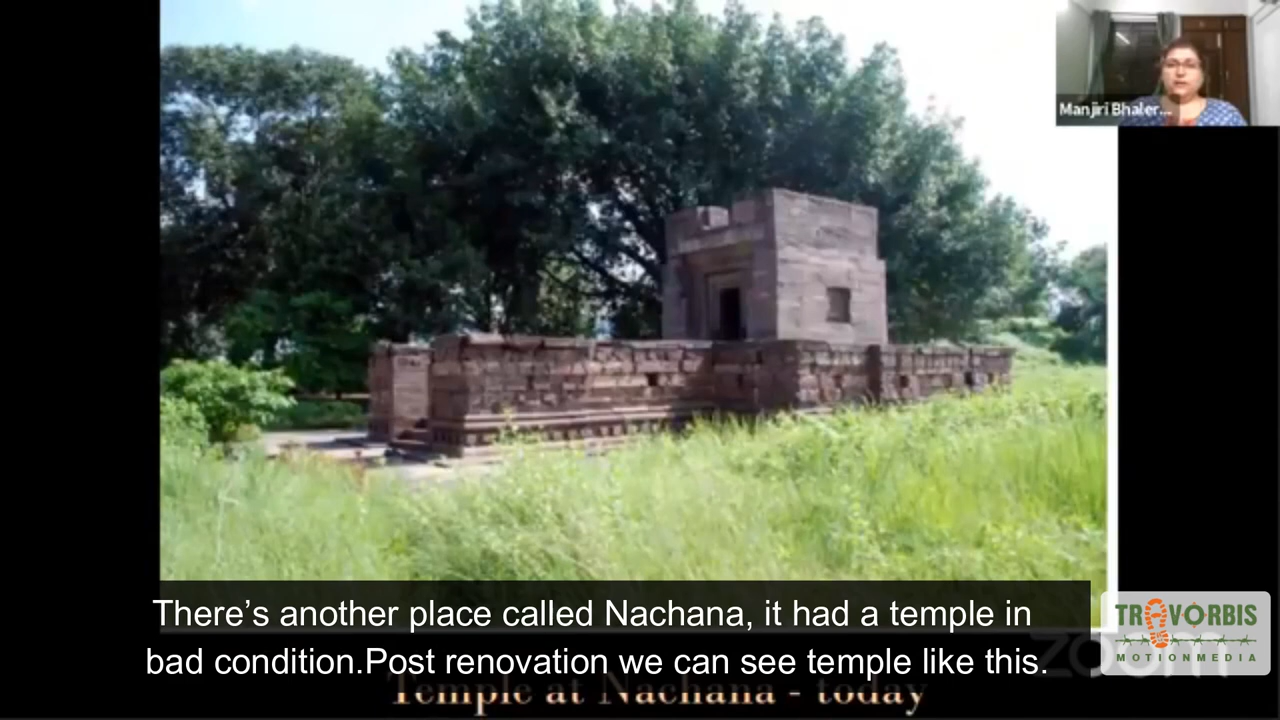 Manjiri Bhaler...
There’s another place called Nachana, it had a temple in
bad condition.Post renovation we can see temple like this.
TRAVORBIS
MOTIONMEDIA
zoom
Temple at Nachana - today